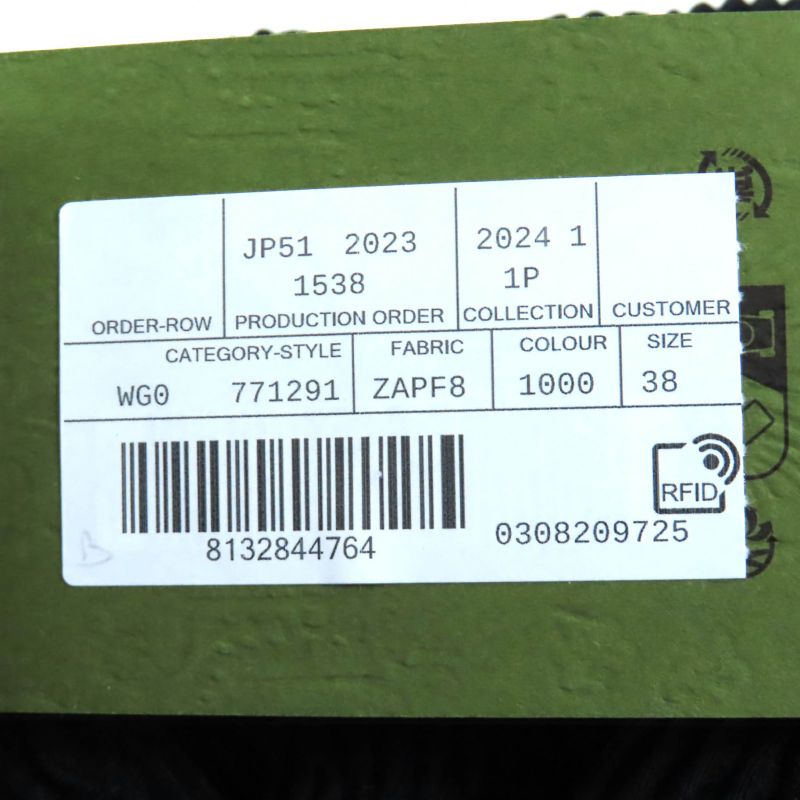 JP51 2023
1538
2024 1
1P
ORDER-ROW PRODUCTION ORDER COLLECTION CUSTOMER
CATEGORY-STYLE FABRIC COLOUR SIZE
WG0 771291 ZAPF8 1000 38
RFID
8132844764
0308209725
B